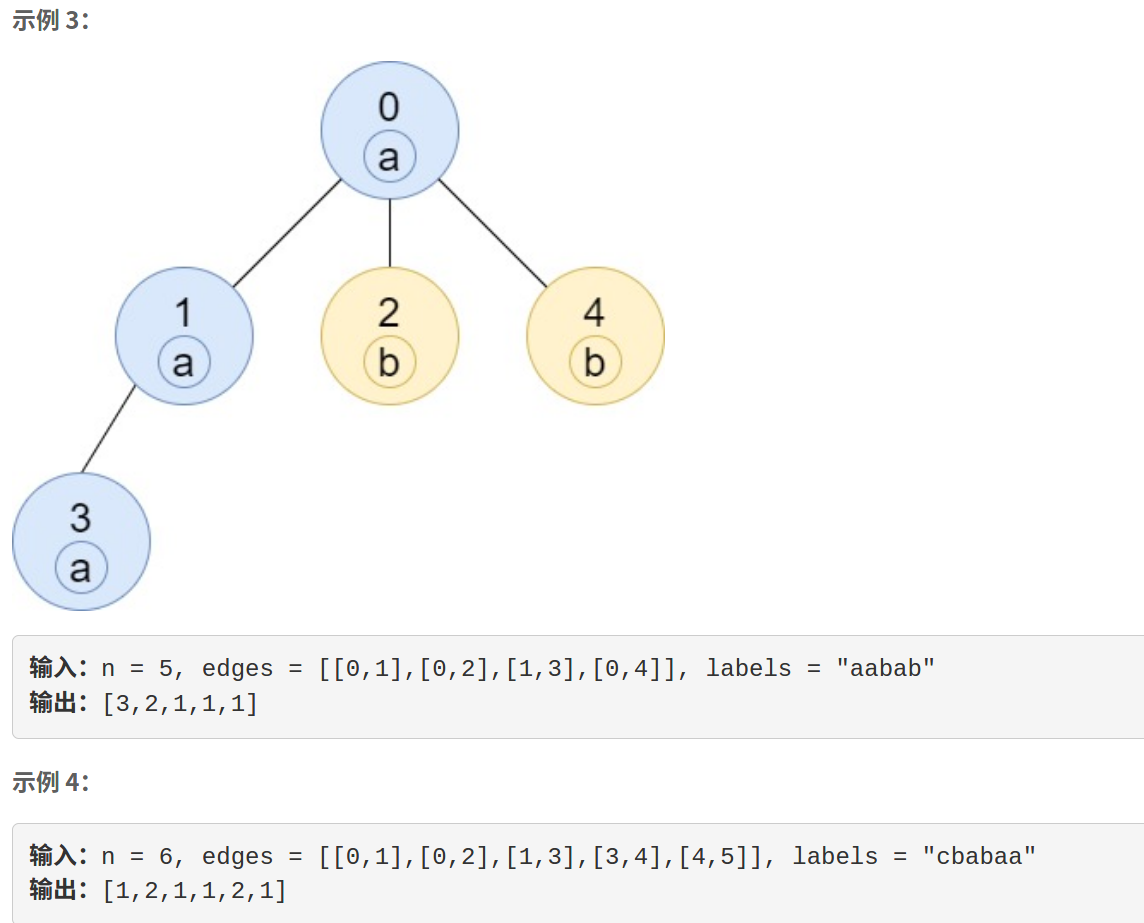 示例 3：
0
a
1
a
2
b
4
b
3
a
输入：n = 5, edges = [[0,1],[0,2],[1,3],[0,4]], labels = "aabab"
输出：[3,2,1,1,1]
示例 4：
输入：n = 6, edges = [[0,1],[0,2],[1,3],[3,4],[4,5]], labels = "cbabaa"
输出：[1,2,1,1,2,1]